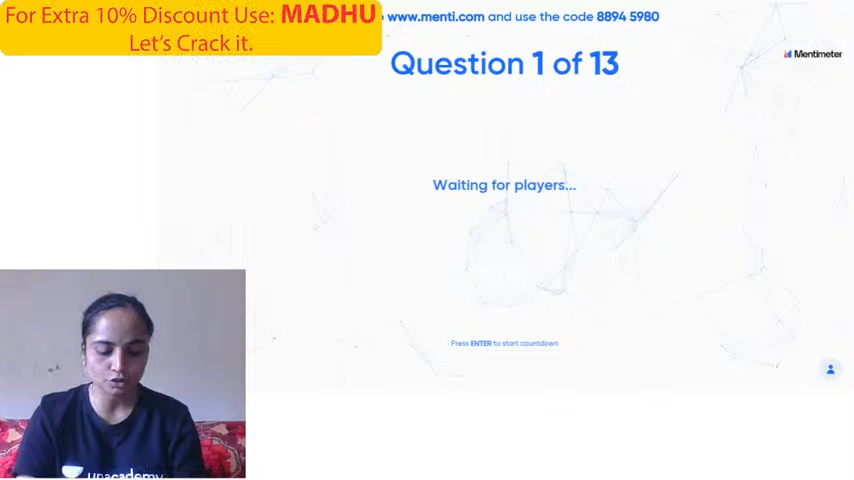 For Extra 10% Discount Use: MADHU
Let's Crack it.
www.menti.com and use the code 8894 5980
Mentimeter
Question 1 of 13
Waiting for players...
Press ENTER to start countdown
unacademy